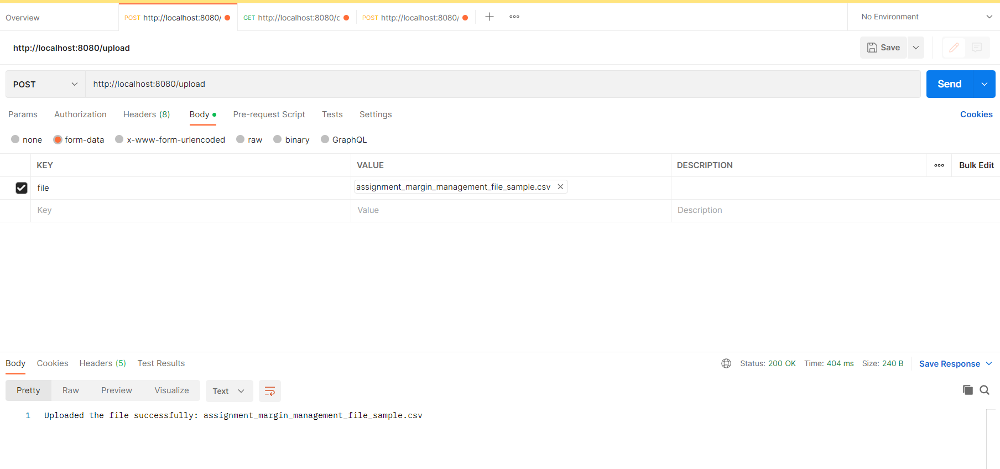 Overview
POST http://localhost:8080/
GET http://localhost:8080/c
POST http://localhost:8080/
No Environment
http://localhost:8080/upload
Save
POST
http://localhost:8080/upload
Send
Params Authorization Headers (8) Body Pre-request Script Tests Settings Cookies
none form-data x-www-form-urlencoded raw binary GraphQL
KEY VALUE DESCRIPTION Bulk Edit
file assignment_margin_management_file_sample.csv
Key Value Description
Body Cookies Headers (5) Test Results Status: 200 OK Time: 404 ms Size: 240 B Save Response
Pretty Raw Preview Visualize Text
1 Uploaded the file successfully: assignment_margin_management_file_sample.csv